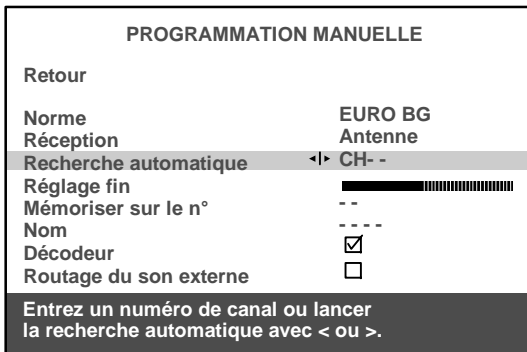 PROGRAMMATION MANUELLE
Retour
Norme EURO BG
Réception Antenne
Recherche automatique CH- -
Réglage fin
Mémoriser sur le n° - -
Nom - - - -
Décodeur
Routage du son externe
Entrez un numéro de canal ou lancer
la recherche automatique avec < ou >.